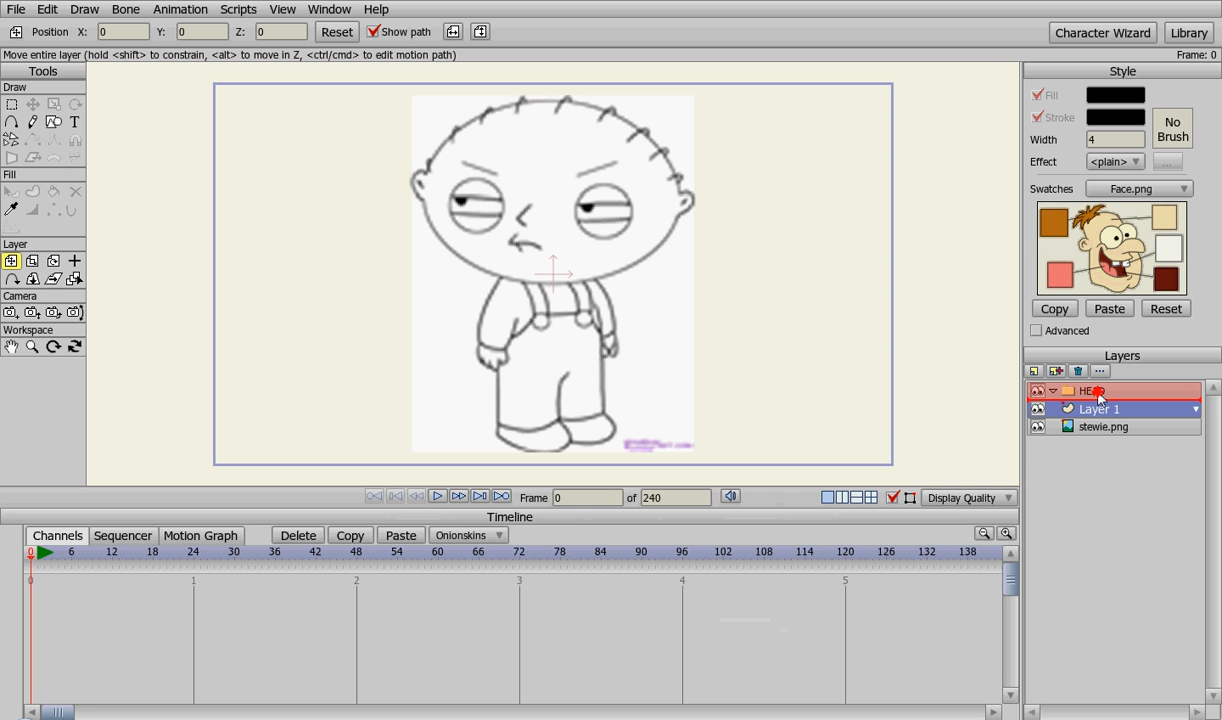 File Edit Draw Bone Animation Scripts View Window Help
Position X: 0 Y: 0 Z: 0 Reset Show path Character Wizard Library
Move entire layer (hold <shift> to constrain, <alt> to move in Z, <ctrl/cmd> to edit motion path) Frame: 0
Tools
Draw
T
Fill
Layer
Camera
Workspace
Style
Fill
Stroke
No Brush
Width 4
Effect <plain> ...
Swatches Face.png
Copy Paste Reset
Advanced
Layers
...
Layer 1
stewie.png
Frame 0 of 240 Display Quality
Timeline
Channels Sequencer Motion Graph Delete Copy Paste Onionskins
0 6 12 18 24 30 36 42 48 54 60 66 72 78 84 90 96 102 108 114 120 126 132 138
0 1 2 3 4 5